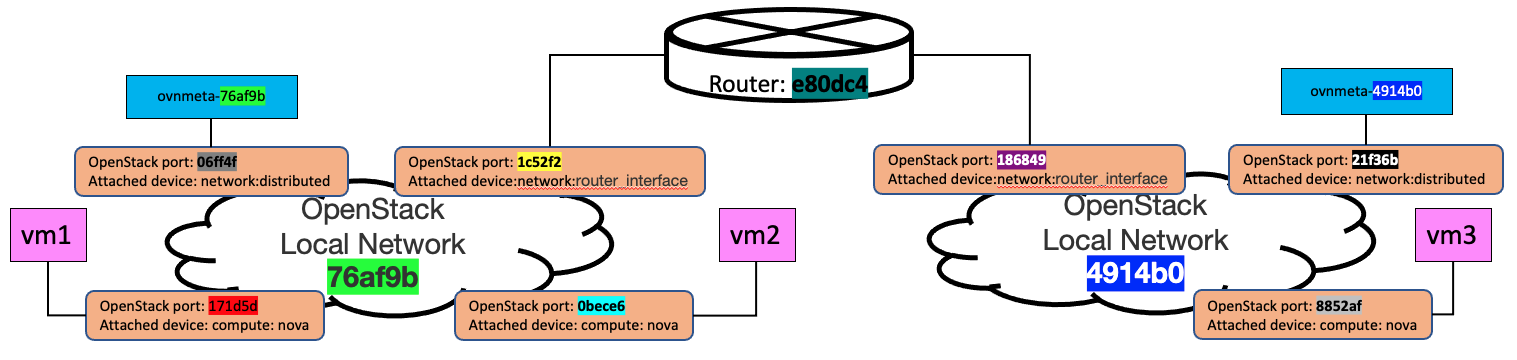 Router: e80dc4
ovnmeta-76af9b
ovnmeta-4914b0
OpenStack port: 06ff4f
Attached device: network:distributed
OpenStack port: 1c52f2
Attached device:network:router_interface
OpenStack port: 186849
Attached device:network:router_interface
OpenStack port: 21f36b
Attached device: network:distributed
vm1
OpenStack
Local Network
76af9b
vm2
OpenStack
Local Network
4914b0
vm3
OpenStack port: 171d5d
Attached device: compute: nova
OpenStack port: 0bece6
Attached device: compute: nova
OpenStack port: 8852af
Attached device: compute: nova